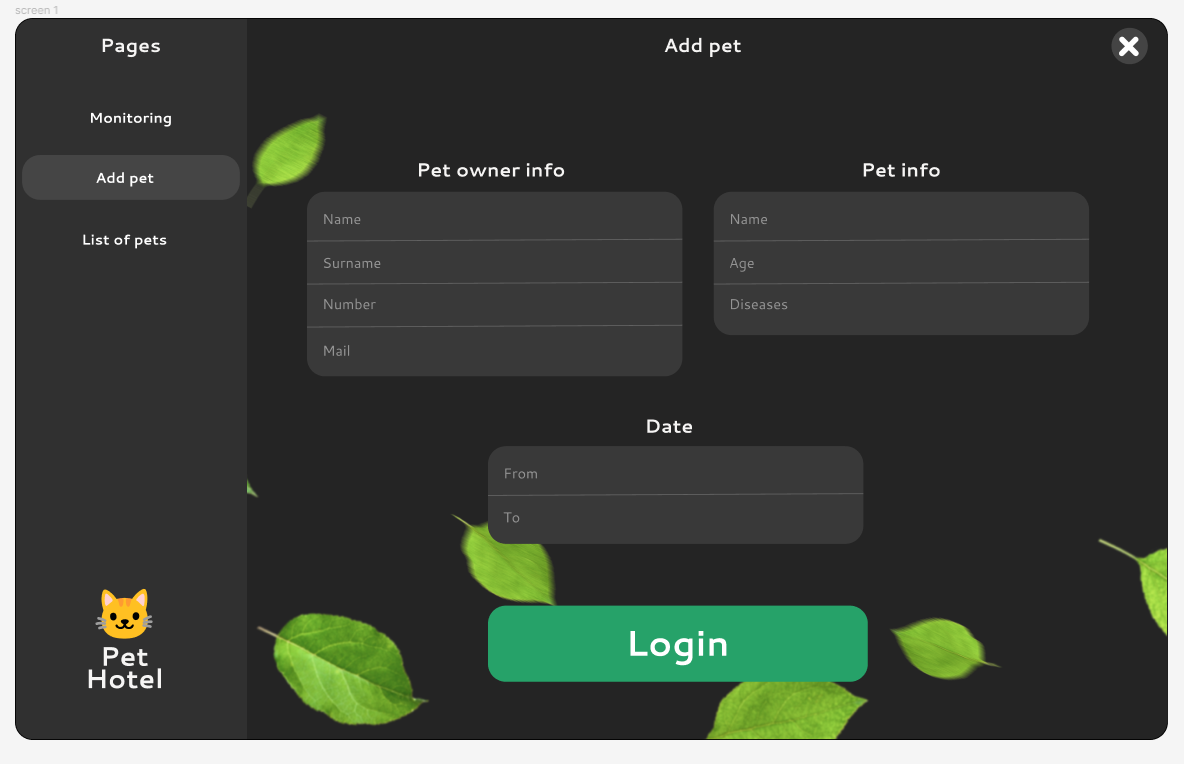 screen 1
Pages
Monitoring
Add pet
List of pets
Pet
Hotel
Add pet
Pet owner info
Name
Surname
Number
Mail
Pet info
Name
Age
Diseases
Date
From
To
Login